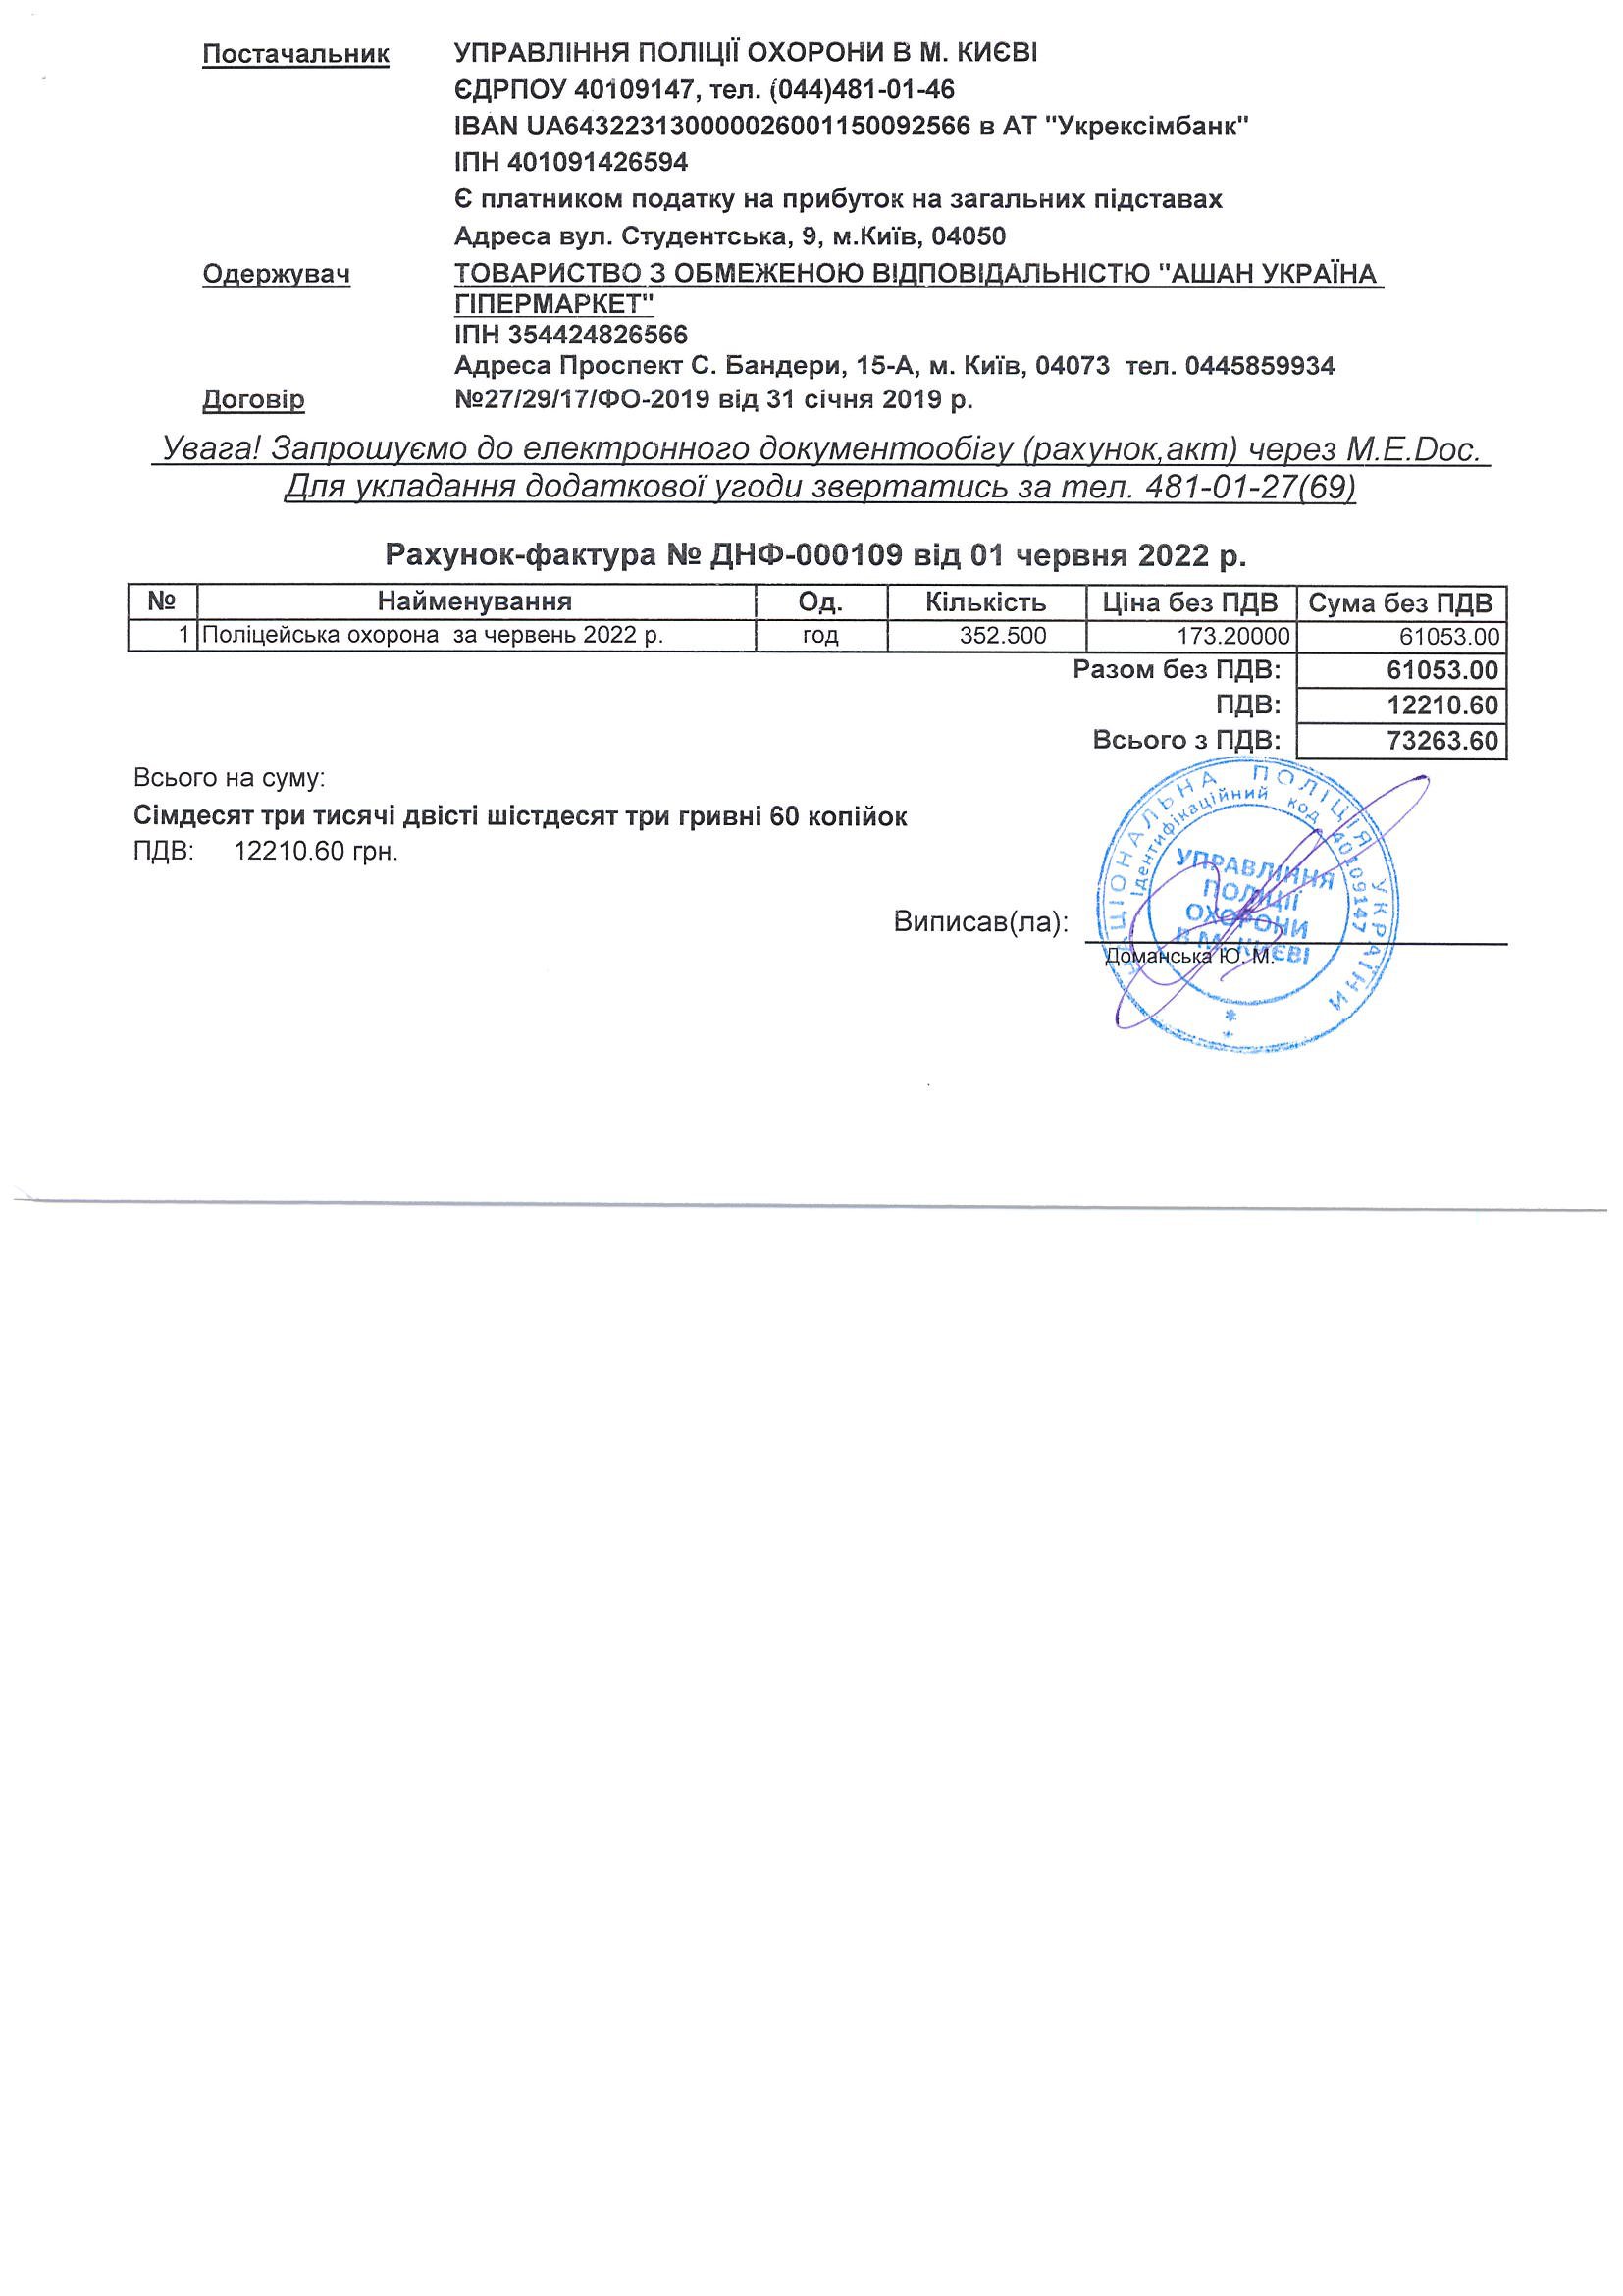 Постачальник УПРАВЛІННЯ ПОЛІЦІЇ ОХОРОНИ В М. КИЄВІ
ЄДРПОУ 40109147, тел. (044)481-01-46
IBAN UA643223130000026001150092566 в АТ "Укрексімбанк"
ІПН 401091426594
Є платником податку на прибуток на загальних підставах
Адреса вул. Студентська, 9, м.Київ, 04050
Одержувач ТОВАРИСТВО З ОБМЕЖЕНОЮ ВІДПОВІДАЛЬНІСТЮ "АШАН УКРАЇНА
ГІПЕРМАРКЕТ"
ІПН 354424826566
Адреса Проспект С. Бандери, 15-А, м. Київ, 04073 тел. 0445859934
Договір №27/29/17/ФО-2019 від 31 січня 2019 р.
Увага! Запрошуємо до електронного документообігу (рахунок,акт) через M.E.Doc.
Для укладання додаткової угоди звертатись за тел. 481-01-27(69)
Рахунок-фактура № ДНФ-000109 від 01 червня 2022 р.
№ Найменування Од. Кількість Ціна без ПДВ Сума без ПДВ
1 Поліцейська охорона за червень 2022 р. год 352.500 173.20000 61053.00
Разом без ПДВ: 61053.00
ПДВ: 12210.60
Всього з ПДВ: 73263.60
Всього на суму:
Сімдесят три тисячі двісті шістдесят три гривні 60 копійок
ПДВ: 12210.60 грн.
Виписав(ла):
Доманська Ю. М.
НАЦІОНАЛЬНА ПОЛІЦІЯ УКРАЇНИ
Ідентифікаційний код 40109147
УПРАВЛІННЯ
ПОЛІЦІЇ
ОХОРОНИ
В М. КИЄВІ